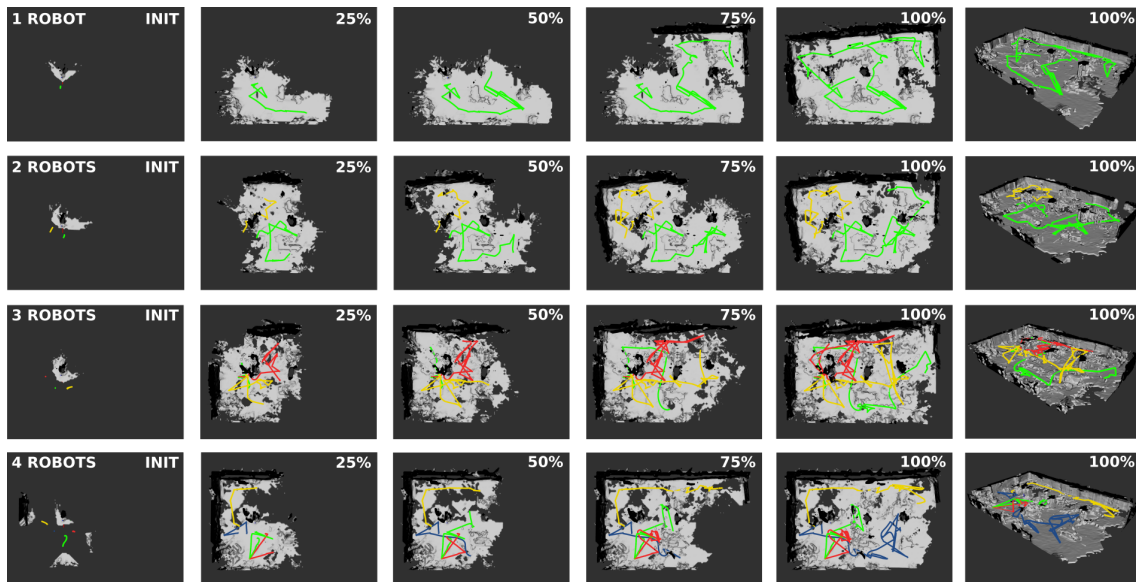 1 ROBOT INIT 25% 50% 75% 100% 100%
2 ROBOTS INIT 25% 50% 75% 100% 100%
3 ROBOTS INIT 25% 50% 75% 100% 100%
4 ROBOTS INIT 25% 50% 75% 100% 100%